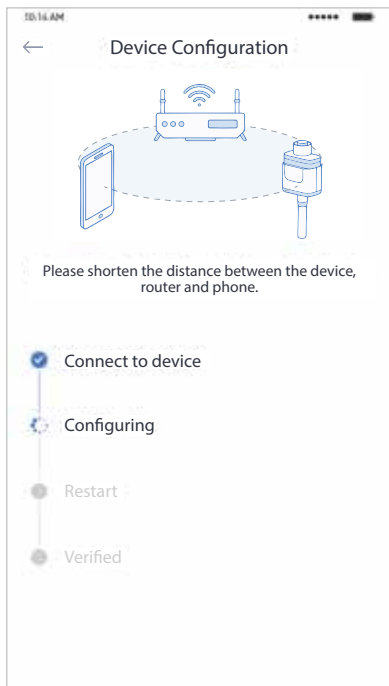 10:16 AM
Device Configuration
Please shorten the distance between the device,
router and phone.
Connect to device
Configuring
Restart
Verified